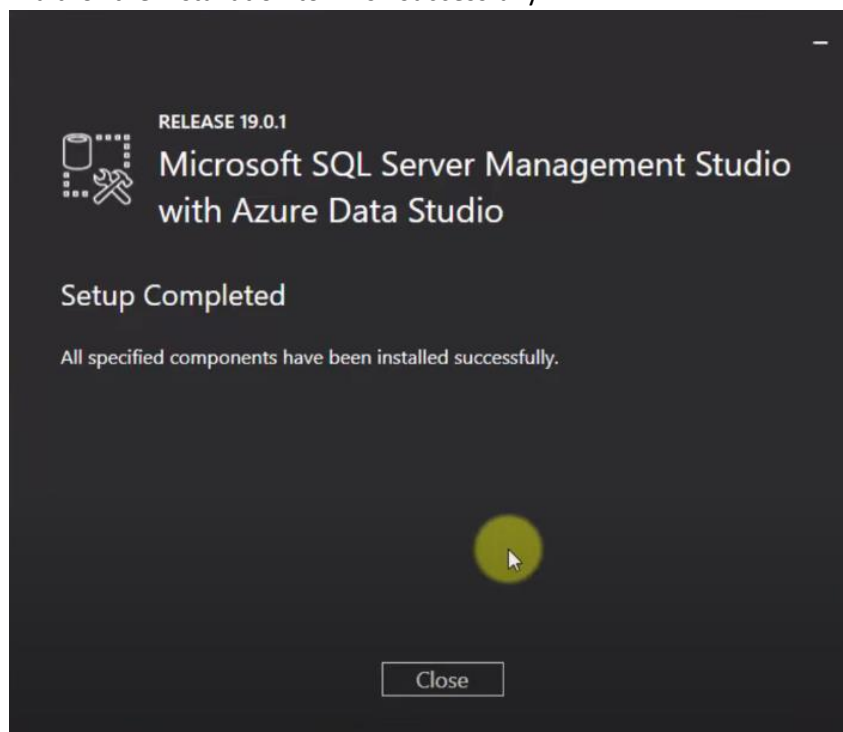 RELEASE 19.0.1
Microsoft SQL Server Management Studio
with Azure Data Studio
Setup Completed
All specified components have been installed successfully.
Close